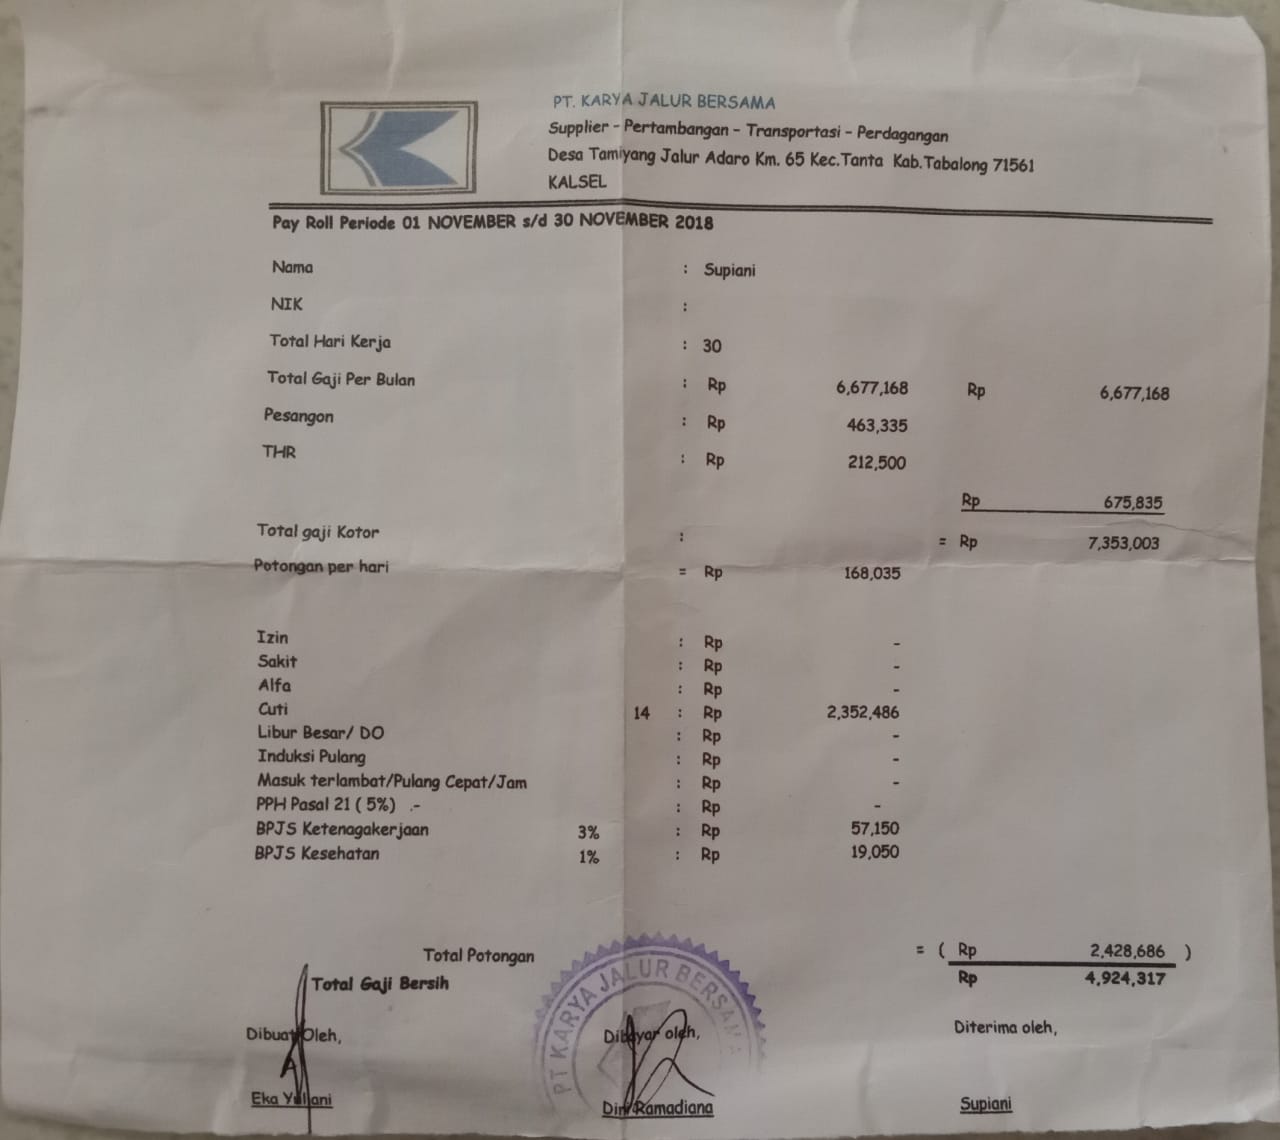 PT. KARYA JALUR BERSAMA
Supplier - Pertambangan - Transportasi - Perdagangan
Desa Tamiyang Jalur Adaro Km. 65 Kec.Tanta Kab.Tabalong 71561
KALSEL
Pay Roll Periode 01 NOVEMBER s/d 30 NOVEMBER 2018
Nama : Supiani
NIK :
Total Hari Kerja : 30
Total Gaji Per Bulan : Rp 6,677,168 Rp 6,677,168
Pesangon : Rp 463,335
THR : Rp 212,500
Rp 675,835
Total gaji Kotor : = Rp 7,353,003
Potongan per hari = Rp 168,035
Izin : Rp -
Sakit : Rp -
Alfa : Rp -
Cuti 14 : Rp 2,352,486
Libur Besar/ DO : Rp -
Induksi Pulang : Rp -
Masuk terlambat/Pulang Cepat/Jam : Rp -
PPH Pasal 21 ( 5%) .- : Rp -
BPJS Ketenagakerjaan 3% : Rp 57,150
BPJS Kesehatan 1% : Rp 19,050
Total Potongan = ( Rp 2,428,686 )
Total Gaji Bersih Rp 4,924,317
PT KARYA JALUR BERSAMA
Dibuat Oleh, Dibayar oleh, Diterima oleh,
Eka Yuliani Dini Ramadiana Supiani